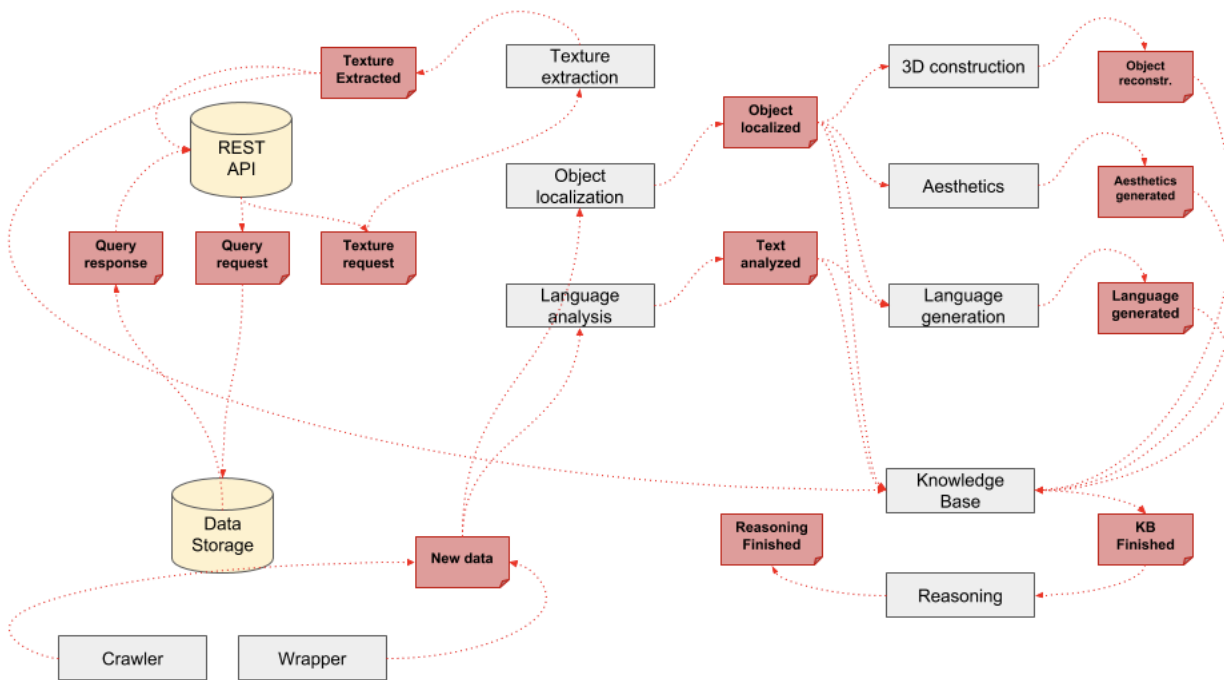 Texture
Extracted
Texture
extraction
3D construction
Object
reconstr.
Object
localized
REST
API
Object
localization
Aesthetics
Aesthetics
generated
Query
response
Query
request
Texture
request
Text
analyzed
Language
analysis
Language
generation
Language
generated
Knowledge
Base
Data
Storage
New data
Reasoning
Finished
KB
Finished
Reasoning
Crawler
Wrapper